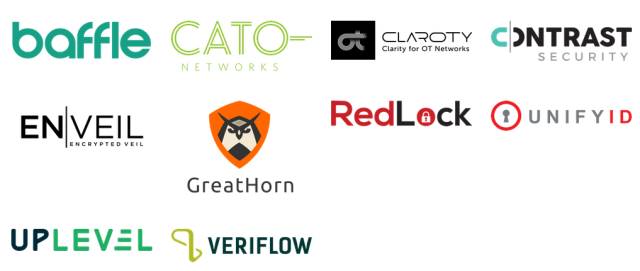 baffle
CATO
NETWORKS
ot
CLAROTY
Clarity for OT Networks
CONTRAST
SECURITY
EN|VEIL
ENCRYPTED VEIL
GreatHorn
RedLock
UNIFYID
UPLEVEL
VERIFLOW